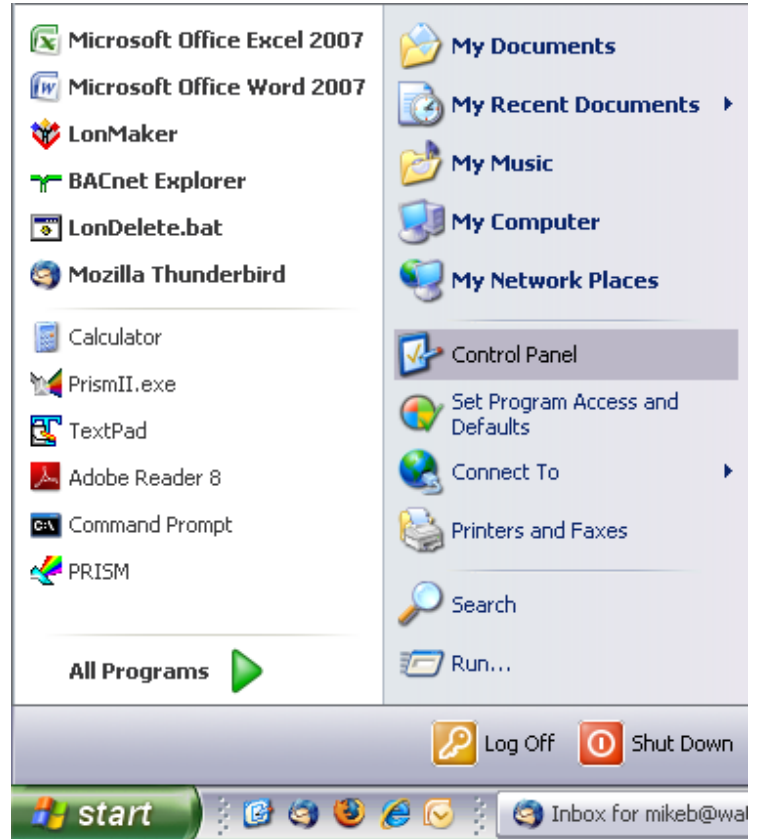 Microsoft Office Excel 2007
Microsoft Office Word 2007
LonMaker
BACnet Explorer
LonDelete.bat
Mozilla Thunderbird
Calculator
PrismII.exe
TextPad
Adobe Reader 8
Command Prompt
PRISM
All Programs
My Documents
My Recent Documents
My Music
My Computer
My Network Places
Control Panel
Set Program Access and
Defaults
Connect To
Printers and Faxes
Search
Run...
Log Off
Shut Down
start
Inbox for mikeb@wat